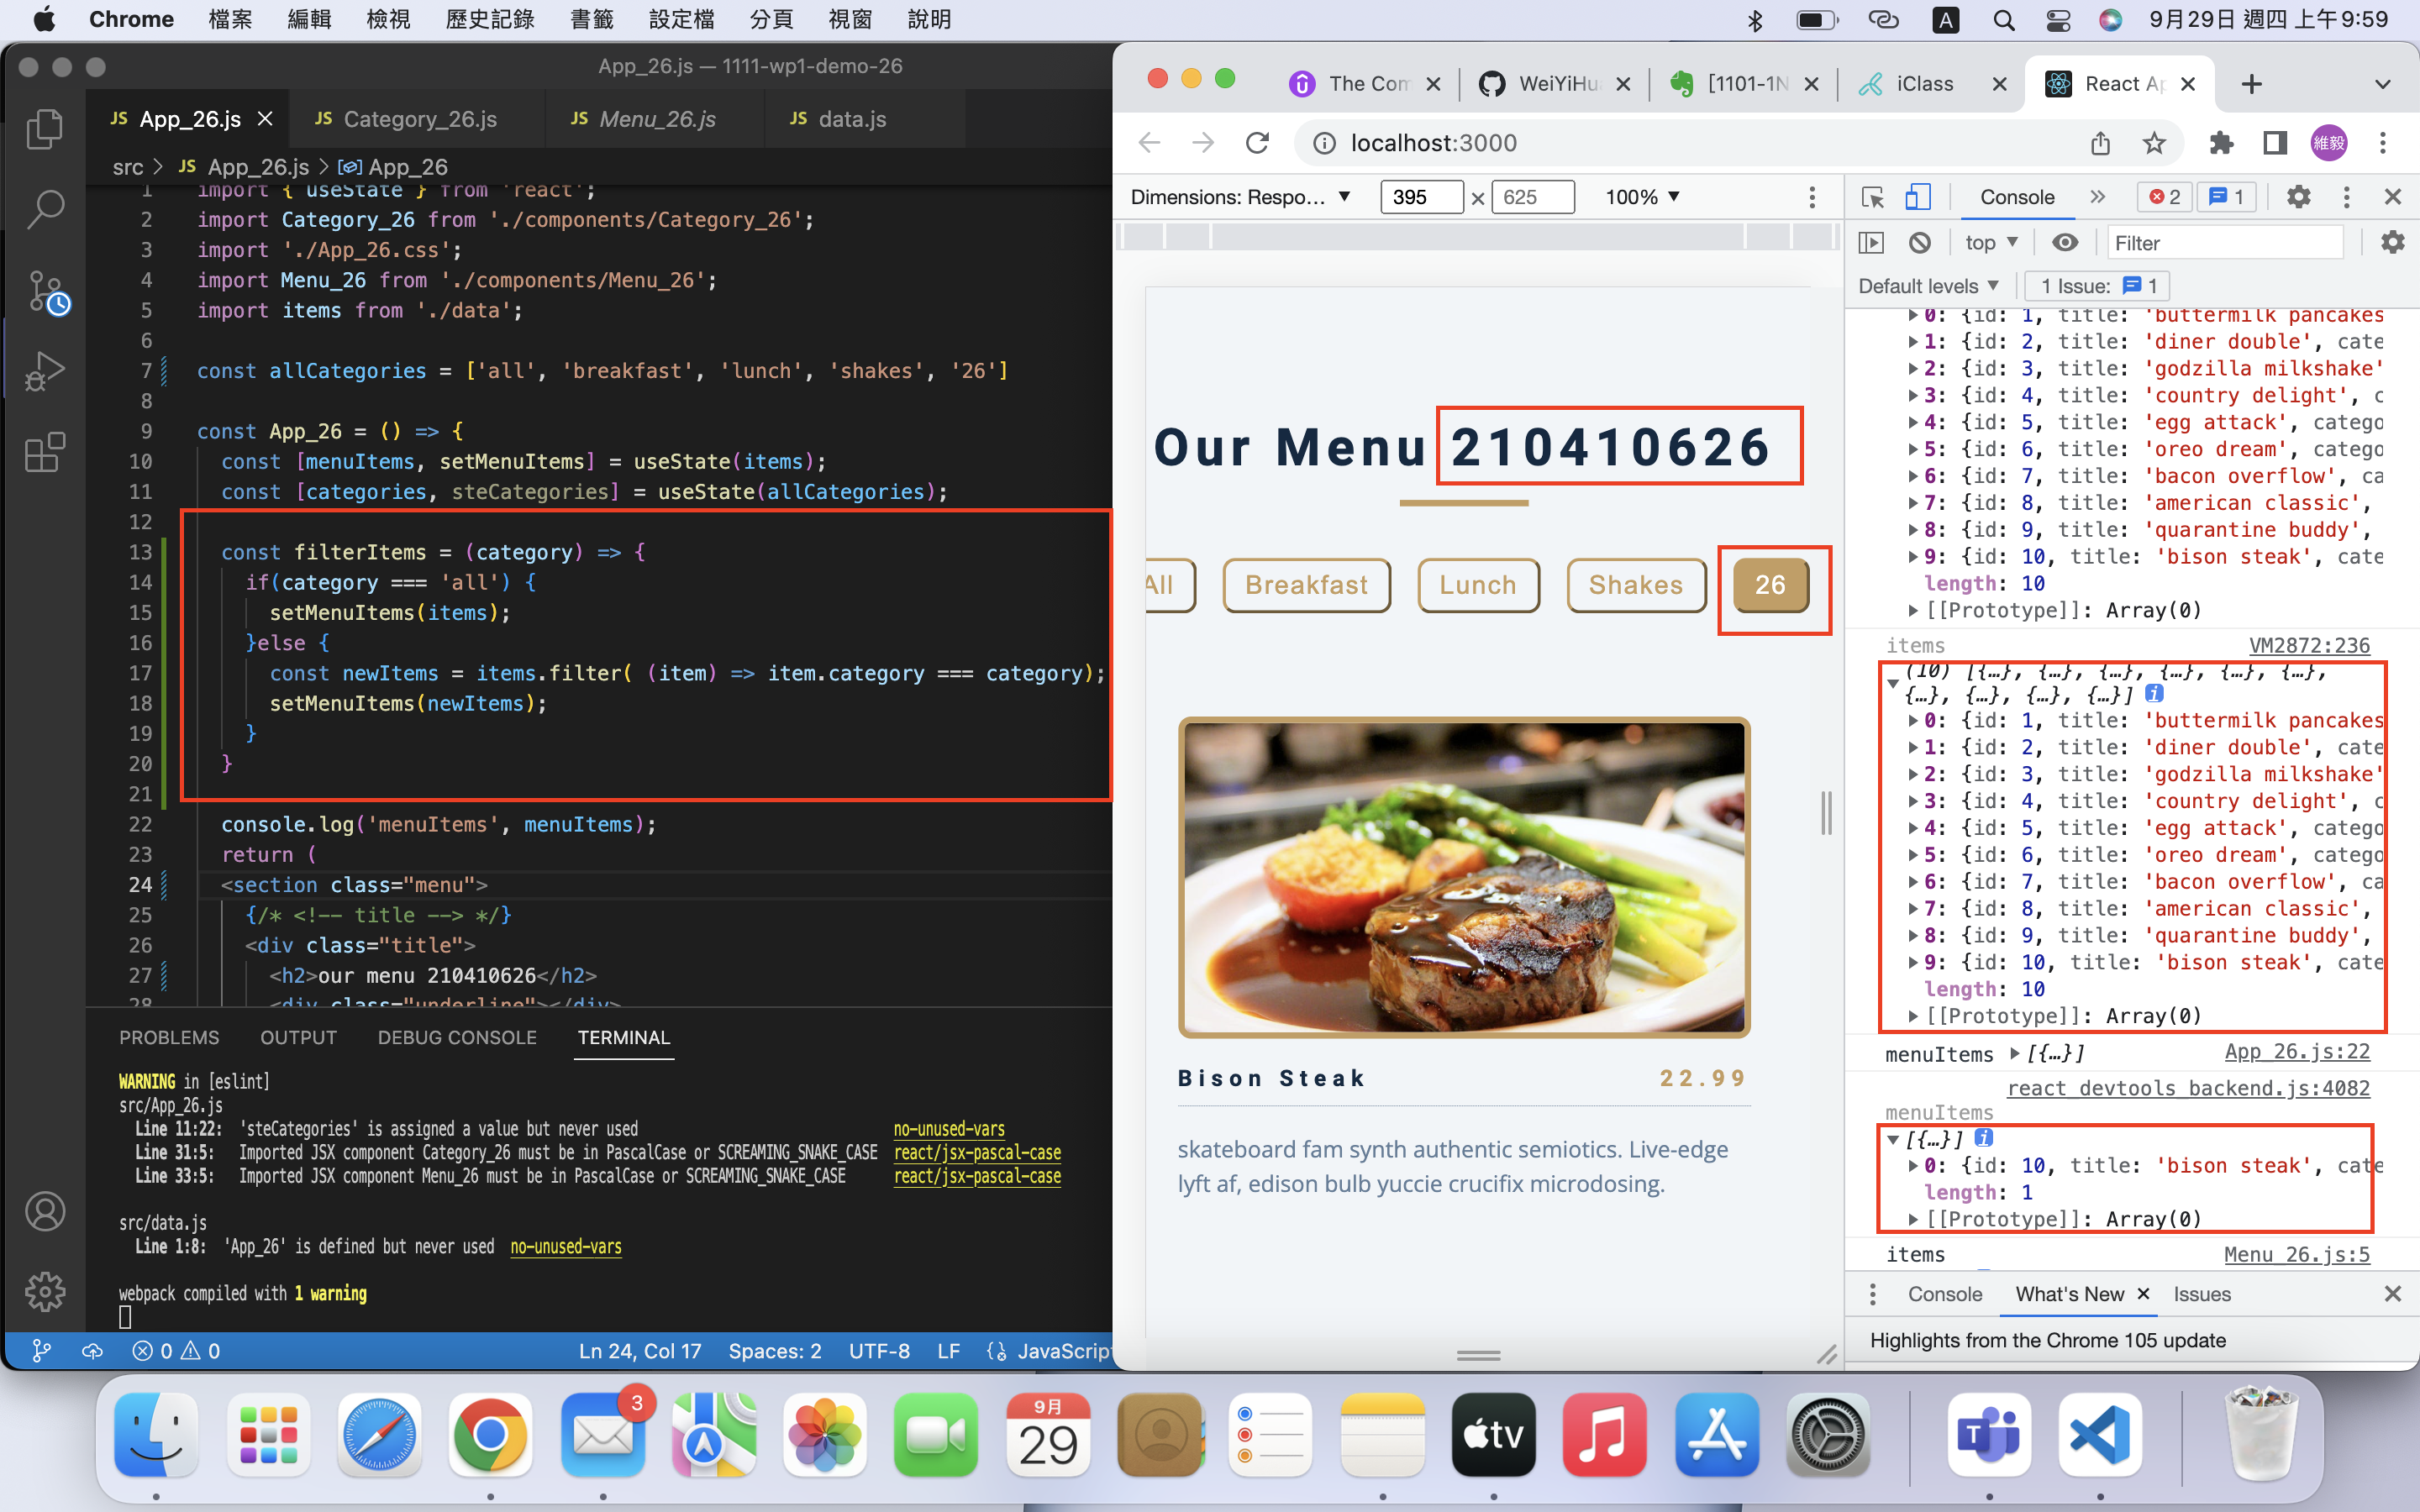 Chrome 檔案 編輯 檢視 歷史記錄 書籤 設定檔 分頁 視窗 說明
A 9月29日 週四 上午9:59
App_26.js — 1111-wp1-demo-26
JS App_26.js JS Category_26.js JS Menu_26.js JS data.js
src > JS App_26.js > App_26
1 import { useState } from 'react';
2 import Category_26 from './components/Category_26';
3 import './App_26.css';
4 import Menu_26 from './components/Menu_26';
5 import items from './data';
6
7 const allCategories = ['all', 'breakfast', 'lunch', 'shakes', '26']
8
9 const App_26 = () => {
10 const [menuItems, setMenuItems] = useState(items);
11 const [categories, steCategories] = useState(allCategories);
12
13 const filterItems = (category) => {
14 if(category === 'all') {
15 setMenuItems(items);
16 }else {
17 const newItems = items.filter( (item) => item.category === category);
18 setMenuItems(newItems);
19 }
20 }
21
22 console.log('menuItems', menuItems);
23 return (
24 <section class="menu">
25 {/* <!-- title --> */}
26 <div class="title">
27 <h2>our menu 210410626</h2>
28 <div class="underline"></div>
PROBLEMS OUTPUT DEBUG CONSOLE TERMINAL
WARNING in [eslint]
src/App_26.js
Line 11:22: 'steCategories' is assigned a value but never used no-unused-vars
Line 31:5: Imported JSX component Category_26 must be in PascalCase or SCREAMING_SNAKE_CASE react/jsx-pascal-case
Line 33:5: Imported JSX component Menu_26 must be in PascalCase or SCREAMING_SNAKE_CASE react/jsx-pascal-case
src/data.js
Line 1:8: 'App_26' is defined but never used no-unused-vars
webpack compiled with 1 warning
0 0 Ln 24, Col 17 Spaces: 2 UTF-8 LF JavaScript
The Com WeiYiHu [1101-1N iClass React Ap
localhost:3000
維毅
Dimensions: Respo... 395 × 625 100%
Our Menu 210410626
All Breakfast Lunch Shakes 26
Bison Steak 22.99
skateboard fam synth authentic semiotics. Live-edge
lyft af, edison bulb yuccie crucifix microdosing.
Console » 2 1
top Filter
Default levels 1 Issue: 1
0: {id: 1, title: 'buttermilk pancakes
1: {id: 2, title: 'diner double', cate
2: {id: 3, title: 'godzilla milkshake'
3: {id: 4, title: 'country delight', c
4: {id: 5, title: 'egg attack', catego
5: {id: 6, title: 'oreo dream', catego
6: {id: 7, title: 'bacon overflow', ca
7: {id: 8, title: 'american classic',
8: {id: 9, title: 'quarantine buddy',
9: {id: 10, title: 'bison steak', cate
length: 10
[[Prototype]]: Array(0)
items VM2872:236
(10) [{…}, {…}, {…}, {…}, {…}, {…},
{…}, {…}, {…}, {…}] i
0: {id: 1, title: 'buttermilk pancakes
1: {id: 2, title: 'diner double', cate
2: {id: 3, title: 'godzilla milkshake'
3: {id: 4, title: 'country delight', c
4: {id: 5, title: 'egg attack', catego
5: {id: 6, title: 'oreo dream', catego
6: {id: 7, title: 'bacon overflow', ca
7: {id: 8, title: 'american classic',
8: {id: 9, title: 'quarantine buddy',
9: {id: 10, title: 'bison steak', cate
length: 10
[[Prototype]]: Array(0)
menuItems [{…}] App_26.js:22
react_devtools_backend.js:4082
menuItems
[{…}] i
0: {id: 10, title: 'bison steak', cate
length: 1
[[Prototype]]: Array(0)
items Menu_26.js:5
Console What's New Issues
Highlights from the Chrome 105 update
3
9月
29
tv
T